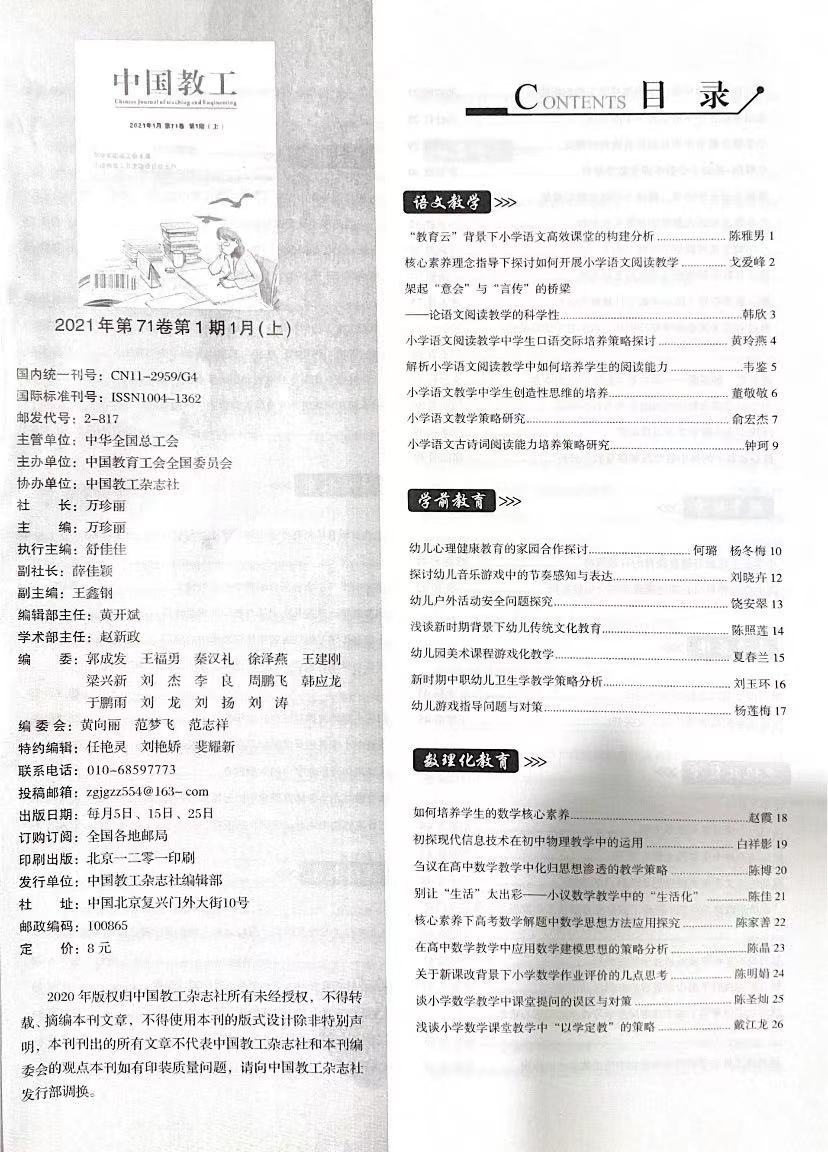 中国教工
2021年1月 第71卷 第1期（上）
2021年第71卷第1期1月(上)
国内统一刊号：CN11-2959/G4
国际标准刊号：ISSN1004-1362
邮发代号：2-817
主管单位：中华全国总工会
主办单位：中国教育工会全国委员会
协办单位：中国教工杂志社
社　　长：万珍丽
主　　编：万珍丽
执行主编：舒佳佳
副社长：薛佳颖
副主编：王鑫钢
编辑部主任：黄开斌
学术部主任：赵新政
编　　委：郭成发　王福勇　秦汉礼　徐泽燕　王建刚
梁兴新　刘 杰　李 良　周鹏飞　韩应龙
于鹏雨　刘 龙　刘 扬　刘 涛
编 委 会：黄向丽　范梦飞　范志祥
特约编辑：任艳灵　刘艳娇　斐耀新
联系电话：010-68597773
投稿邮箱：zgjgzz554@163-com
出版日期：每月5日、15日、25日
订购订阅：全国各地邮局
印刷出版：北京一二零一印刷
发行单位：中国教工杂志社编辑部
社　　址：中国北京复兴门外大街10号
邮政编码：100865
定　　价：8元
2020 年版权归中国教工杂志社所有未经授权，不得转
载、摘编本刊文章，不得使用本刊的版式设计除非特别声
明，本刊刊出的所有文章不代表中国教工杂志社和本刊编
委会的观点本刊如有印装质量问题，请向中国教工杂志社
发行部调换。
CONTENTS 目 录
语文教学
“教育云”背景下小学语文高效课堂的构建分析 陈雅男 1
核心素养理念指导下探讨如何开展小学语文阅读教学 戈爱峰 2
架起“意会”与“言传”的桥梁
——论语文阅读教学的科学性 韩欣 3
小学语文阅读教学中学生口语交际培养策略探讨 黄玲燕 4
解析小学语文阅读教学中如何培养学生的阅读能力 韦鉴 5
小学语文教学中学生创造性思维的培养 董敬敬 6
小学语文教学策略研究 俞宏杰 7
小学语文古诗词阅读能力培养策略研究 钟珂 9
学前教育
幼儿心理健康教育的家园合作探讨 何璐　杨冬梅 10
探讨幼儿音乐游戏中的节奏感知与表达 刘晓卉 12
幼儿户外活动安全问题探究 饶安翠 13
浅谈新时期背景下幼儿传统文化教育 陈照莲 14
幼儿园美术课程游戏化教学 夏春兰 15
新时期中职幼儿卫生学教学策略分析 刘玉环 16
幼儿游戏指导问题与对策 杨莲梅 17
数理化教育
如何培养学生的数学核心素养 赵霞 18
初探现代信息技术在初中物理教学中的运用 白祥影 19
刍议在高中数学教学中化归思想渗透的教学策略 陈博 20
别让“生活”太出彩——小议数学教学中的“生活化” 陈佳 21
核心素养下高考数学解题中数学思想方法应用探究 陈家善 22
在高中数学教学中应用数学建模思想的策略分析 陈晶 23
关于新课改背景下小学数学作业评价的几点思考 陈明娟 24
谈小学数学教学中课堂提问的误区与对策 陈圣灿 25
浅谈小学数学课堂教学中“以学定教”的策略 戴江龙 26